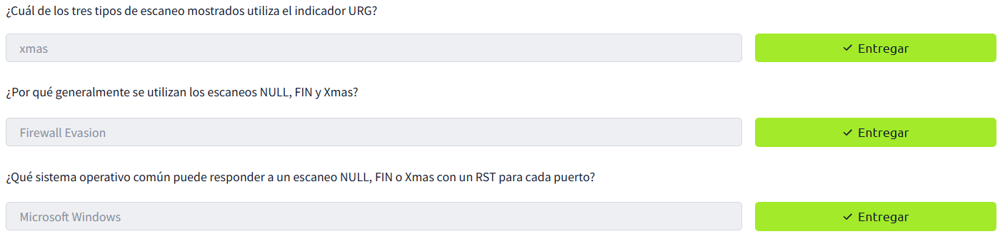 ¿Cuál de los tres tipos de escaneo mostrados utiliza el indicador URG?
xmas
Entregar
¿Por qué generalmente se utilizan los escaneos NULL, FIN y Xmas?
Firewall Evasion
Entregar
¿Qué sistema operativo común puede responder a un escaneo NULL, FIN o Xmas con un RST para cada puerto?
Microsoft Windows
Entregar